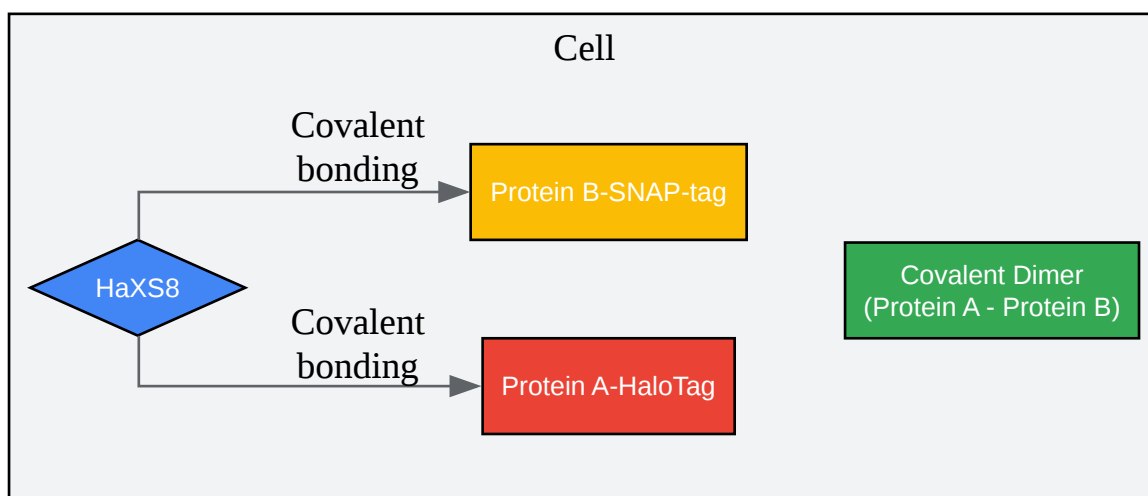 Cell
Covalent
bonding
Protein B-SNAP-tag
HaXS8
Covalent Dimer
(Protein A - Protein B)
Covalent
bonding
Protein A-HaloTag